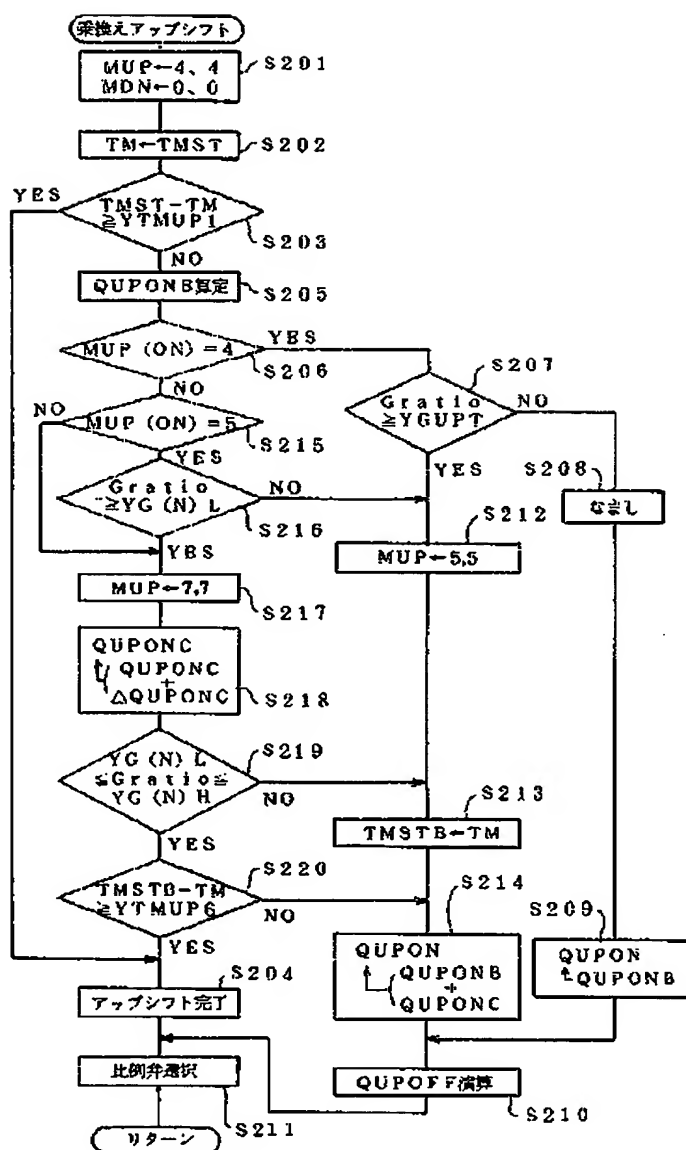 乗換えアップシフト
MUP←4、4
MDN←0、0
S201
TM←TMST
S202
YES
TMST-TM
≧YTMUP1
S203
NO
QUPONB算定
S205
MUP (ON) =4
YES
S206
NO
Gratio
≧YGUPT
S207
NO
YES
NO
MUP (ON) =5
S215
YES
Gratio
≧YG (N) L
NO
S216
YES
S208
なまし
S212
MUP←5,5
MUP←7,7
S217
QUPONC
QUPONC
+
△QUPONC
S218
YG (N) L
≦Gratio≦
YG (N) H
S219
NO
YES
S213
TMSTB←TM
TMSTB-TM
≧YTMUP6
S220
NO
YES
S214
QUPON
QUPONB
+
QUPONC
S209
QUPON
QUPONB
S204
アップシフト完了
比例弁選択
S211
QUPOFF演算
S210
リターン